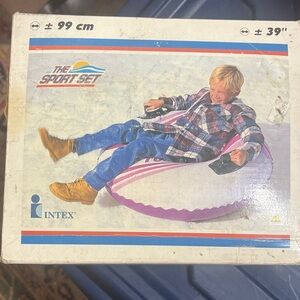 ± 99 cm
± 39"
THE
SPORT SET
INTEX